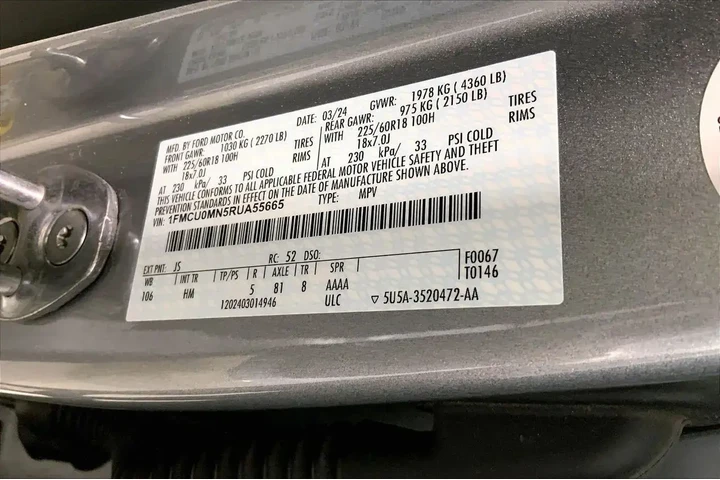 MFD. BY FORD MOTOR CO.
DATE: 03/24 GVWR: 1978 KG ( 4360 LB)
FRONT GAWR: 1030 KG ( 2270 LB) REAR GAWR: 975 KG ( 2150 LB)
WITH 225/60R18 100H TIRES WITH 225/60R18 100H TIRES
18x7.0J RIMS 18x7.0J RIMS
AT 230 kPa/ 33 PSI COLD AT 230 kPa/ 33 PSI COLD
THIS VEHICLE CONFORMS TO ALL APPLICABLE FEDERAL MOTOR VEHICLE SAFETY AND THEFT
PREVENTION STANDARDS IN EFFECT ON THE DATE OF MANUFACTURE SHOWN ABOVE.
VIN: 1FMCU0MN5RUA55665 TYPE: MPV
EXT PNT: JS RC: 52 DSO: F0067
WB INT TR TP/PS R AXLE TR SPR T0146
106 HM 5 81 8 AAAA
1202403014946 ULC ▽ 5U5A-3520472-AA